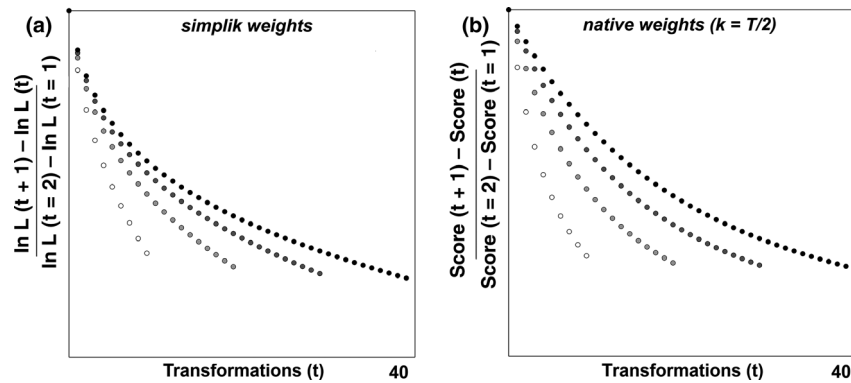 (a)
simplik weights
ln L (t + 1) – ln L (t)
ln L (t = 2) – ln L (t = 1)
Transformations (t)
40
(b)
native weights (k = T/2)
Score (t + 1) – Score (t)
Score (t = 2) – Score (t = 1)
Transformations (t)
40